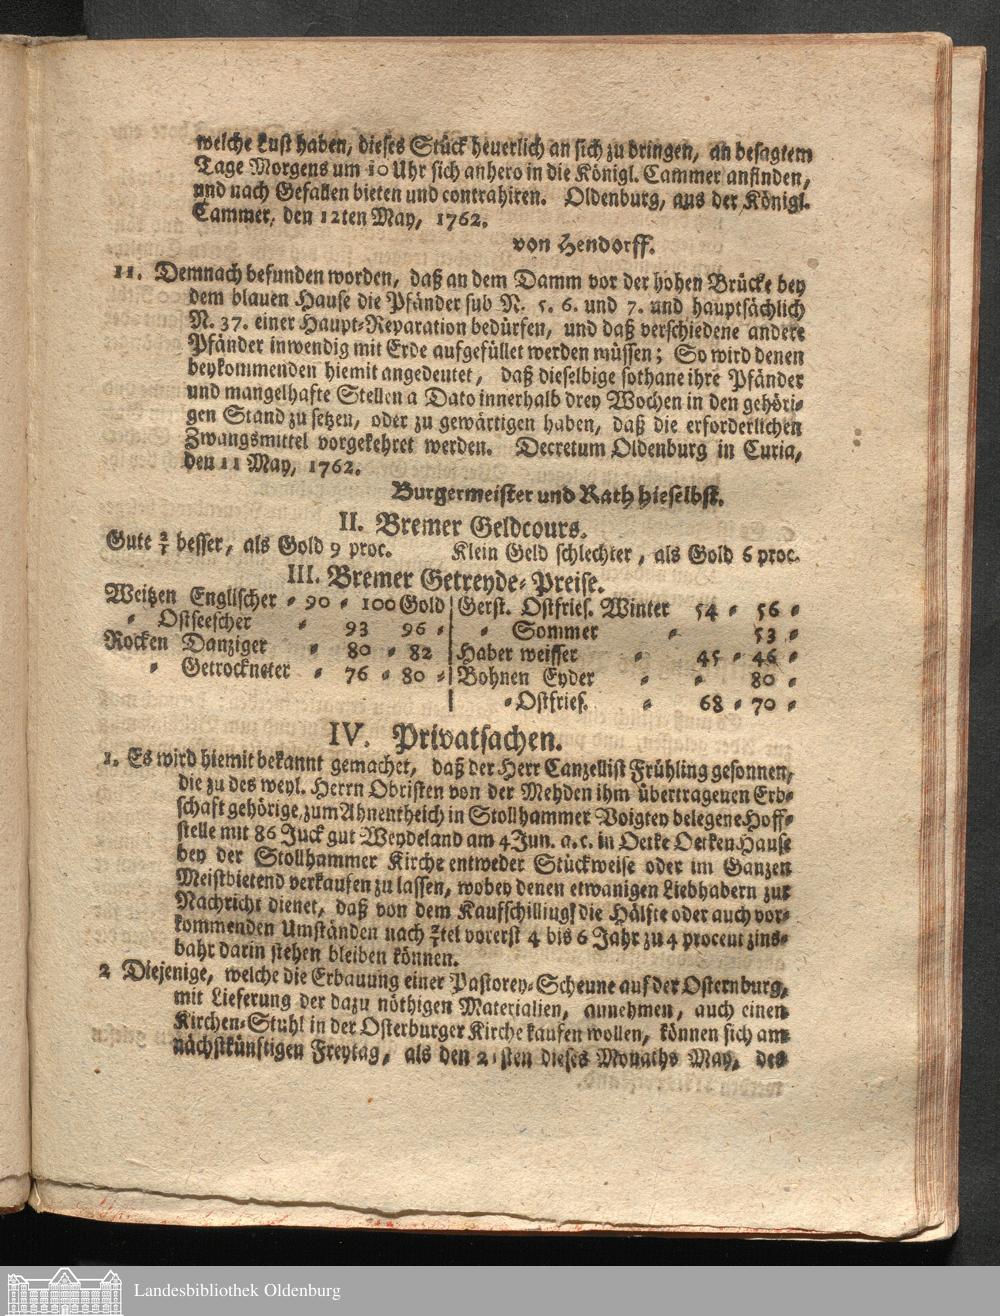 welche Lust haben, dieses Stück heuerlich an sich zu bringen, an besagtem
Tage Morgens um 10 Uhr sich anhero in die Königl. Cammer anfinden,
und nach Gefallen bieten und contrahiren. Oldenburg, aus der Königl.
Cammer, den 12ten May, 1762.
von Hendorff.
11. Demnach befunden worden, daß an dem Damm vor der hohen Brücke bey
dem blauen Hause die Pfänder sub N. 5. 6. und 7. und hauptsächlich
N. 37. einer Haupt-Reparation bedürfen, und daß verschiedene andere
Pfänder inwendig mit Erde aufgefüllet werden müssen; So wird denen
beykommenden hiemit angedeutet, daß dieselbige sothane ihre Pfänder
und mangelhafte Stellen a Dato innerhalb drey Wochen in den gehöri-
gen Stand zu setzen, oder zu gewärtigen haben, daß die erforderlichen
Zwangsmittel vorgekehret werden. Decretum Oldenburg in Curia,
den 11 May, 1762.
Burgermeister und Rath hieselbst.
II. Bremer Geldcours.
Gute 2/3 besser, als Gold 9 proc. Klein Geld schlechter, als Gold 6 proc.
III. Bremer Getreyde-Preise.
Weitzen Englischer - 90 - 100 Gold | Gerst. Ostfries. Winter 54 - 56 -
- Ostseescher - 93 96 - | - Sommer - 53 -
Rocken Danziger - 80 - 82 | Haber weisser - 45 - 46 -
- Getrockneter - 76 - 80 - | Bohnen Eyder - - 80 -
| - Ostfries. - 68 - 70 -
IV. Privatsachen.
1. Es wird hiemit bekannt gemachet, daß der Herr Canzellist Frühling gesonnen,
die zu des weyl. Herrn Obristen von der Mehden ihm übertragenen Erb-
schaft gehörige, zum Ahnentheich in Stollhammer Voigtey belegene Hoff-
stelle mit 86 Juck gut Weydeland am 4 Jun. a. c. in Oetke Oetken Hause
bey der Stollhammer Kirche entweder Stückweise oder im Ganzen
Meistbietend verkaufen zu lassen, wobey denen etwanigen Liebhabern zur
Nachricht dienet, daß von dem Kaufschilling die Hälfte oder auch vor-
kommenden Umständen nach tel vorerst 4 bis 6 Jahr zu 4 procent zins-
bahr darin stehen bleiben können.
2 Diejenige, welche die Erbauung einer Pastorey-Scheune auf der Osternburg,
mit Lieferung der dazu nöthigen Materialien, annehmen, auch einen
Kirchen-Stuhl in der Osterburger Kirche kaufen wollen, können sich am
nächstkünftigen Freytag, als den 21sten dieses Monaths May, des
Landesbibliothek Oldenburg